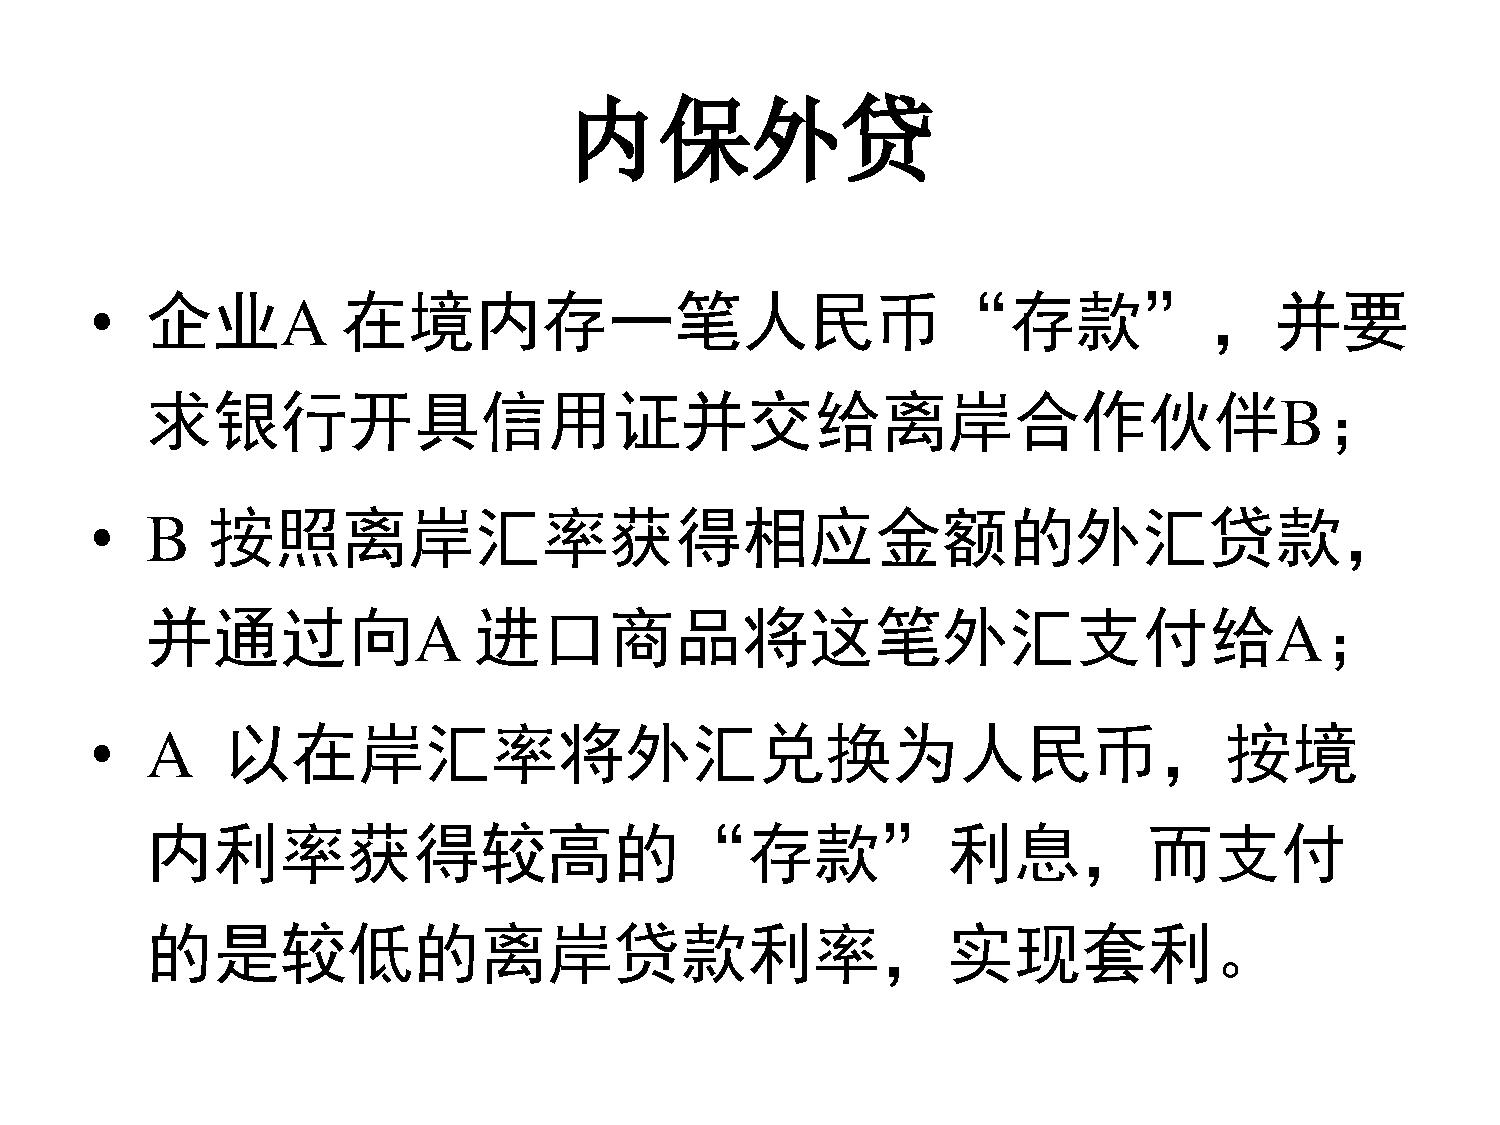 内保外贷
• 企业A 在境内存一笔人民币“存款”，并要
求银行开具信用证并交给离岸合作伙伴B；
• B 按照离岸汇率获得相应金额的外汇贷款，
并通过向A 进口商品将这笔外汇支付给A；
• A 以在岸汇率将外汇兑换为人民币，按境
内利率获得较高的“存款”利息，而支付
的是较低的离岸贷款利率，实现套利。